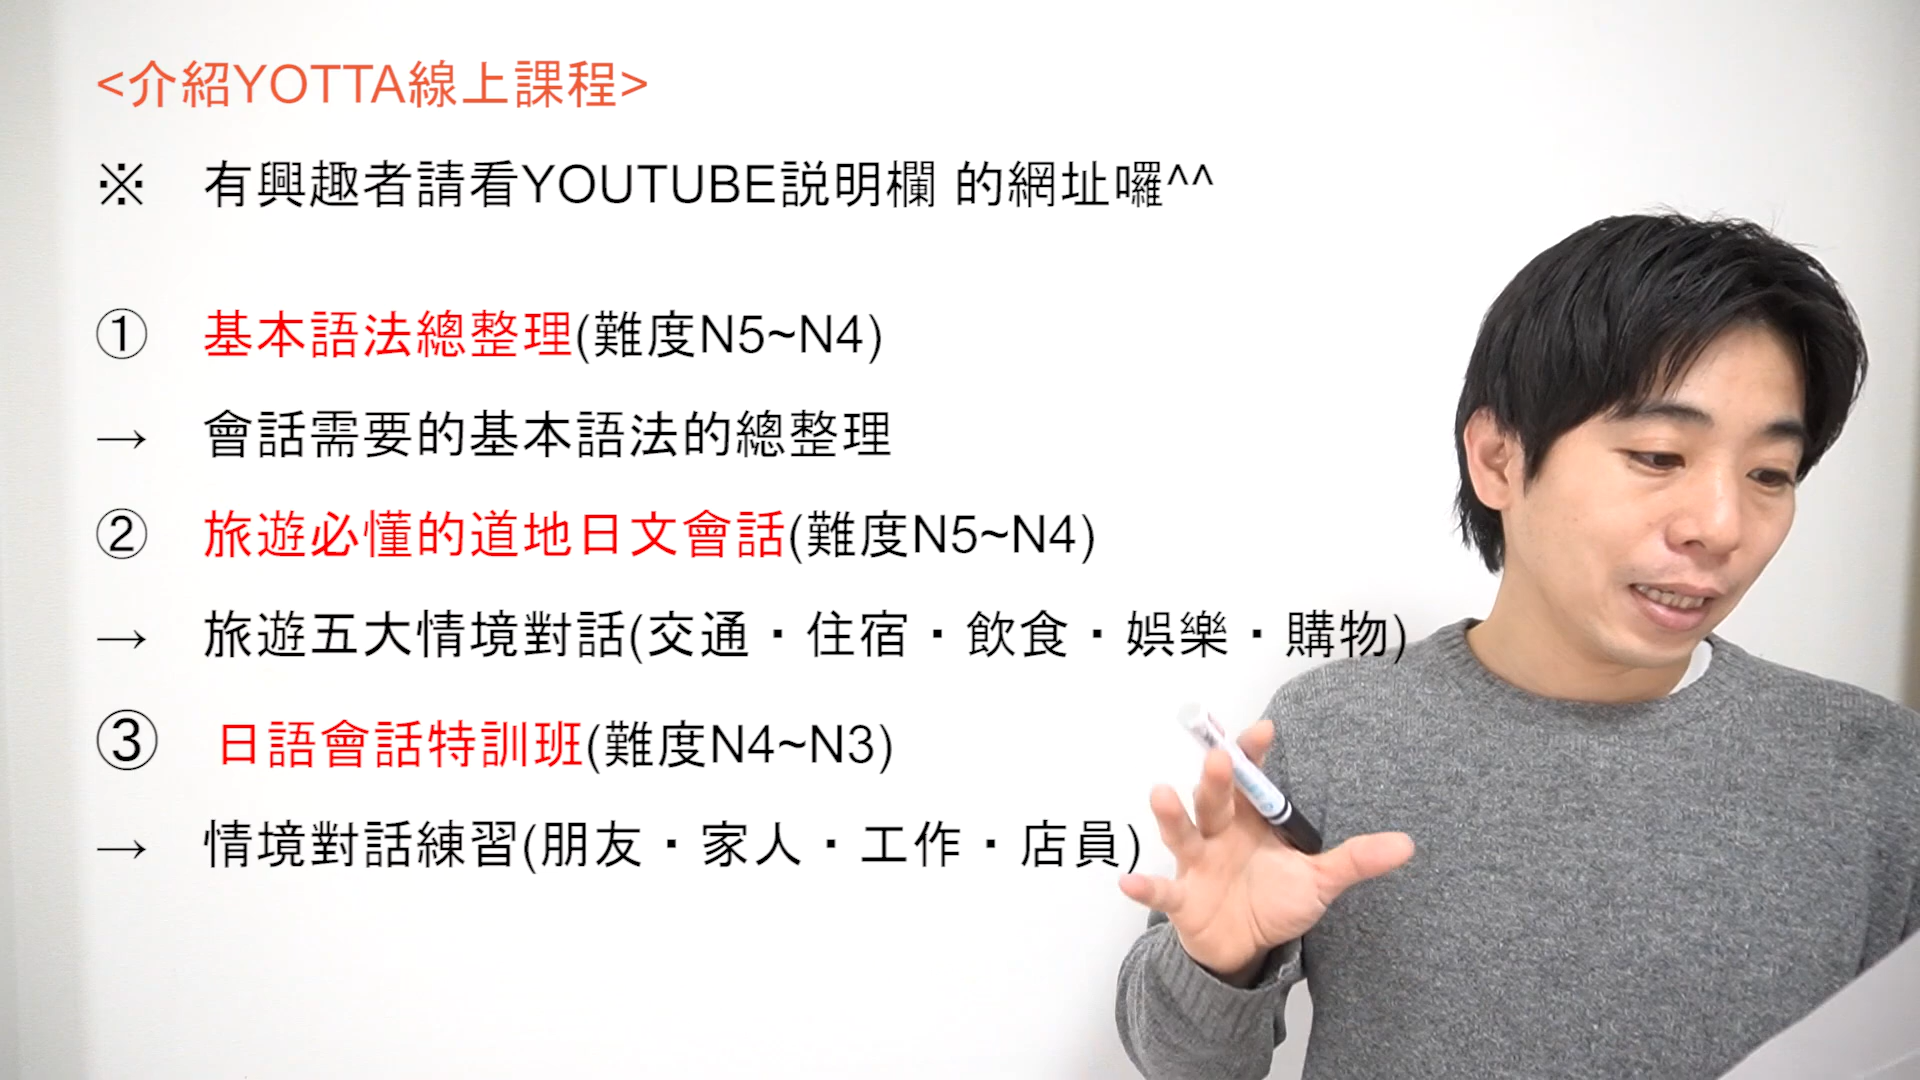 <介紹YOTTA線上課程>
※ 有興趣者請看YOUTUBE説明欄 的網址囉^^
① 基本語法總整理(難度N5~N4)
→ 會話需要的基本語法的總整理
② 旅遊必懂的道地日文會話(難度N5~N4)
→ 旅遊五大情境對話(交通・住宿・飲食・娯樂・購物)
③ 日語會話特訓班(難度N4~N3)
→ 情境對話練習(朋友・家人・工作・店員)